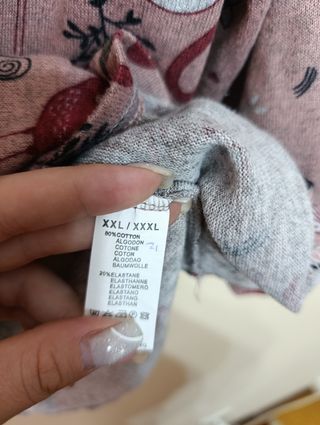 XXL / XXXL
80%COTTON
ALGODON
COTONE
COTON
ALGODAO
BAUMWOLLE
20%ELASTANE
ELASTHANNE
ELASTOMERO
ELASTANO
ELASTANG
ELASTHAN